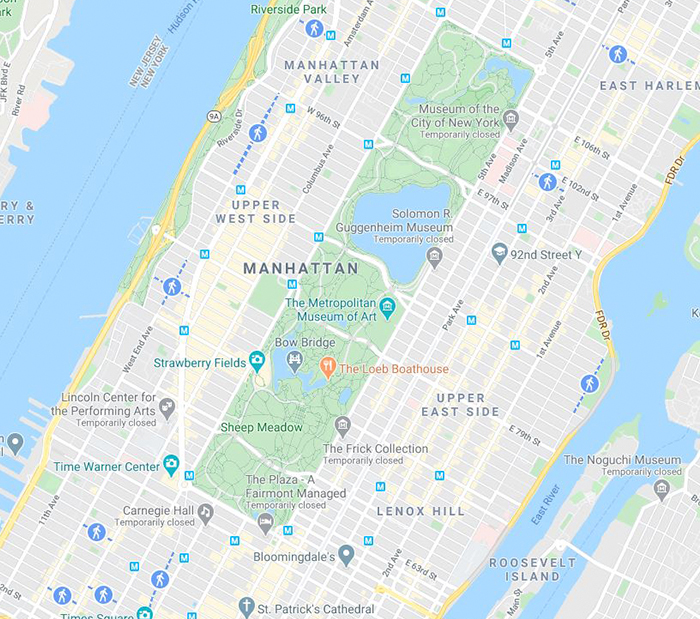 Riverside Park
Hudson
Amsterdam Ave
5th Ave
MANHATTAN
VALLEY
EAST HARLEM
NEW JERSEY
NEW YORK
JFK Blvd E
River Rd
9A
Riverside Dr
W 96th St
Museum of the
City of New York
Temporarily closed
Columbus Ave
5th Ave
Madison Ave
E 106th St
E 102nd St
FDR Dr
E 97th St
3rd Ave
1st Avenue
RY &
ERRY
UPPER
WEST SIDE
Solomon R.
Guggenheim Museum
Temporarily closed
92nd Street Y
MANHATTAN
2nd Ave
The Metropolitan
Museum of Art
Park Ave
FDR Dr
1st Avenue
West End Ave
Bow Bridge
Strawberry Fields
The Loeb Boathouse
Lincoln Center for
the Performing Arts
Temporarily closed
UPPER
EAST SIDE
Sheep Meadow
E 79th St
The Frick Collection
Temporarily closed
Time Warner Center
The Noguchi Museum
Temporarily closed
The Plaza - A
Fairmont Managed
Temporarily closed
11th Ave
Carnegie Hall
Temporarily closed
LENOX HILL
East River
Bloomingdale's
2nd Ave
E 63rd St
ROOSEVELT
ISLAND
Main St
Times Square
St. Patrick's Cathedral